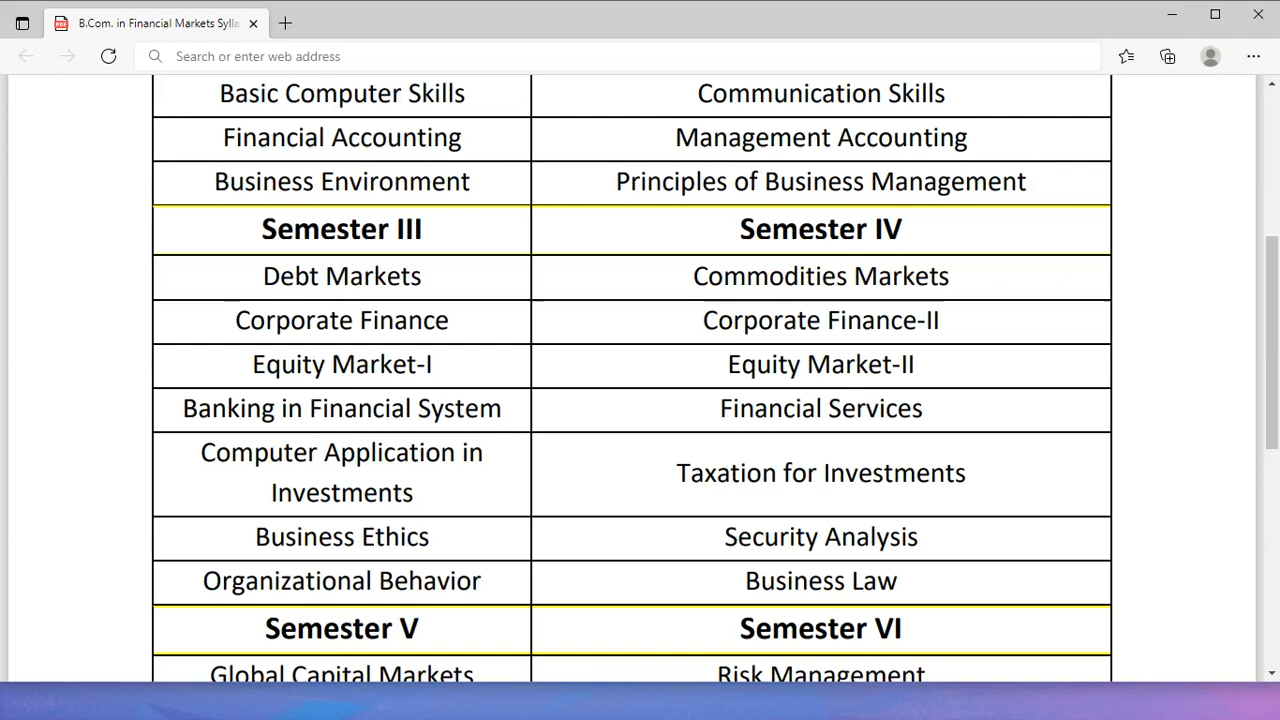 B.Com. in Financial Markets Sylla
Search or enter web address
Basic Computer Skills Communication Skills
Financial Accounting Management Accounting
Business Environment Principles of Business Management
Semester III Semester IV
Debt Markets Commodities Markets
Corporate Finance Corporate Finance-II
Equity Market-I Equity Market-II
Banking in Financial System Financial Services
Computer Application in
Investments Taxation for Investments
Business Ethics Security Analysis
Organizational Behavior Business Law
Semester V Semester VI
Global Capital Markets Risk Management